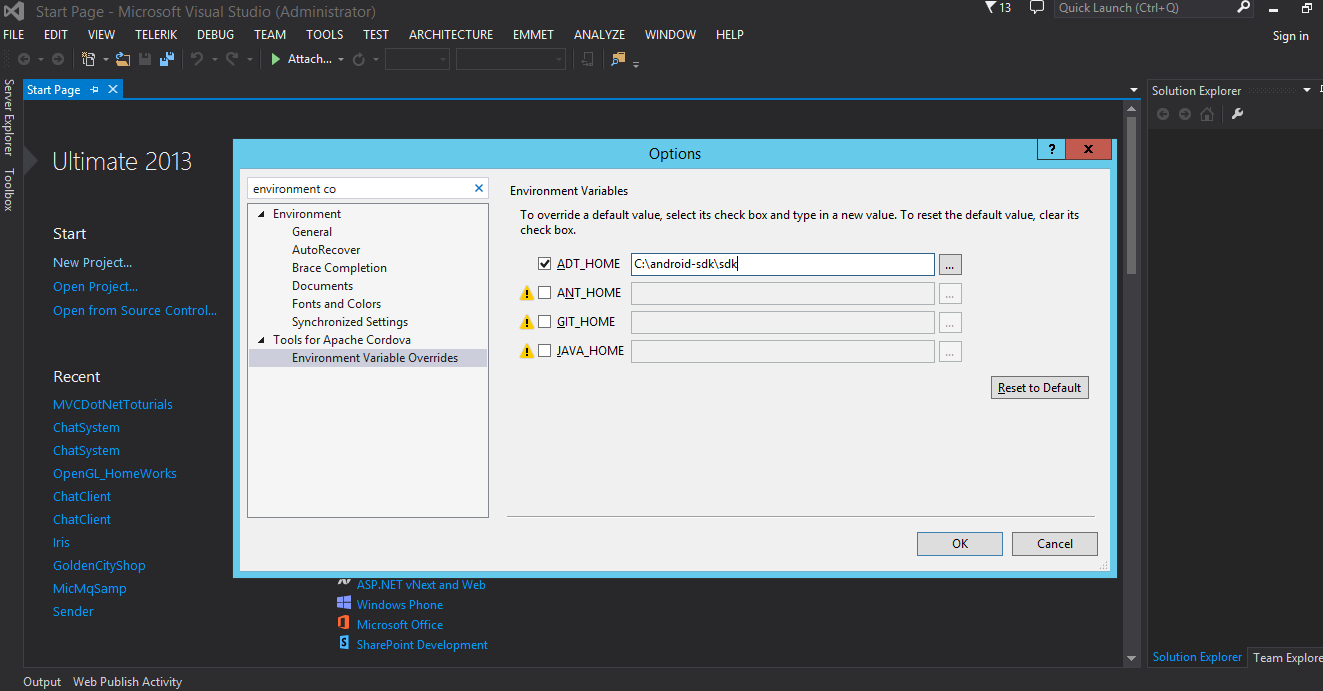 Start Page - Microsoft Visual Studio (Administrator)
13
Quick Launch (Ctrl+Q)
FILE EDIT VIEW TELERIK DEBUG TEAM TOOLS TEST ARCHITECTURE EMMET ANALYZE WINDOW HELP
Sign in
Attach...
Server Explorer
Toolbox
Start Page
Ultimate 2013
Start
New Project...
Open Project...
Open from Source Control...
Recent
MVCDotNetToturials
ChatSystem
ChatSystem
OpenGL_HomeWorks
ChatClient
ChatClient
Iris
GoldenCityShop
MicMqSamp
Sender
Options
?
environment co
Environment
General
AutoRecover
Brace Completion
Documents
Fonts and Colors
Synchronized Settings
Tools for Apache Cordova
Environment Variable Overrides
Environment Variables
To override a default value, select its check box and type in a new value. To reset the default value, clear its
check box.
ADT_HOME C:\android-sdk\sdk ...
ANT_HOME ...
GIT_HOME ...
JAVA_HOME ...
Reset to Default
OK Cancel
ASP.NET vNext and Web
Windows Phone
Microsoft Office
SharePoint Development
Solution Explorer
Solution Explorer Team Explore
Output Web Publish Activity